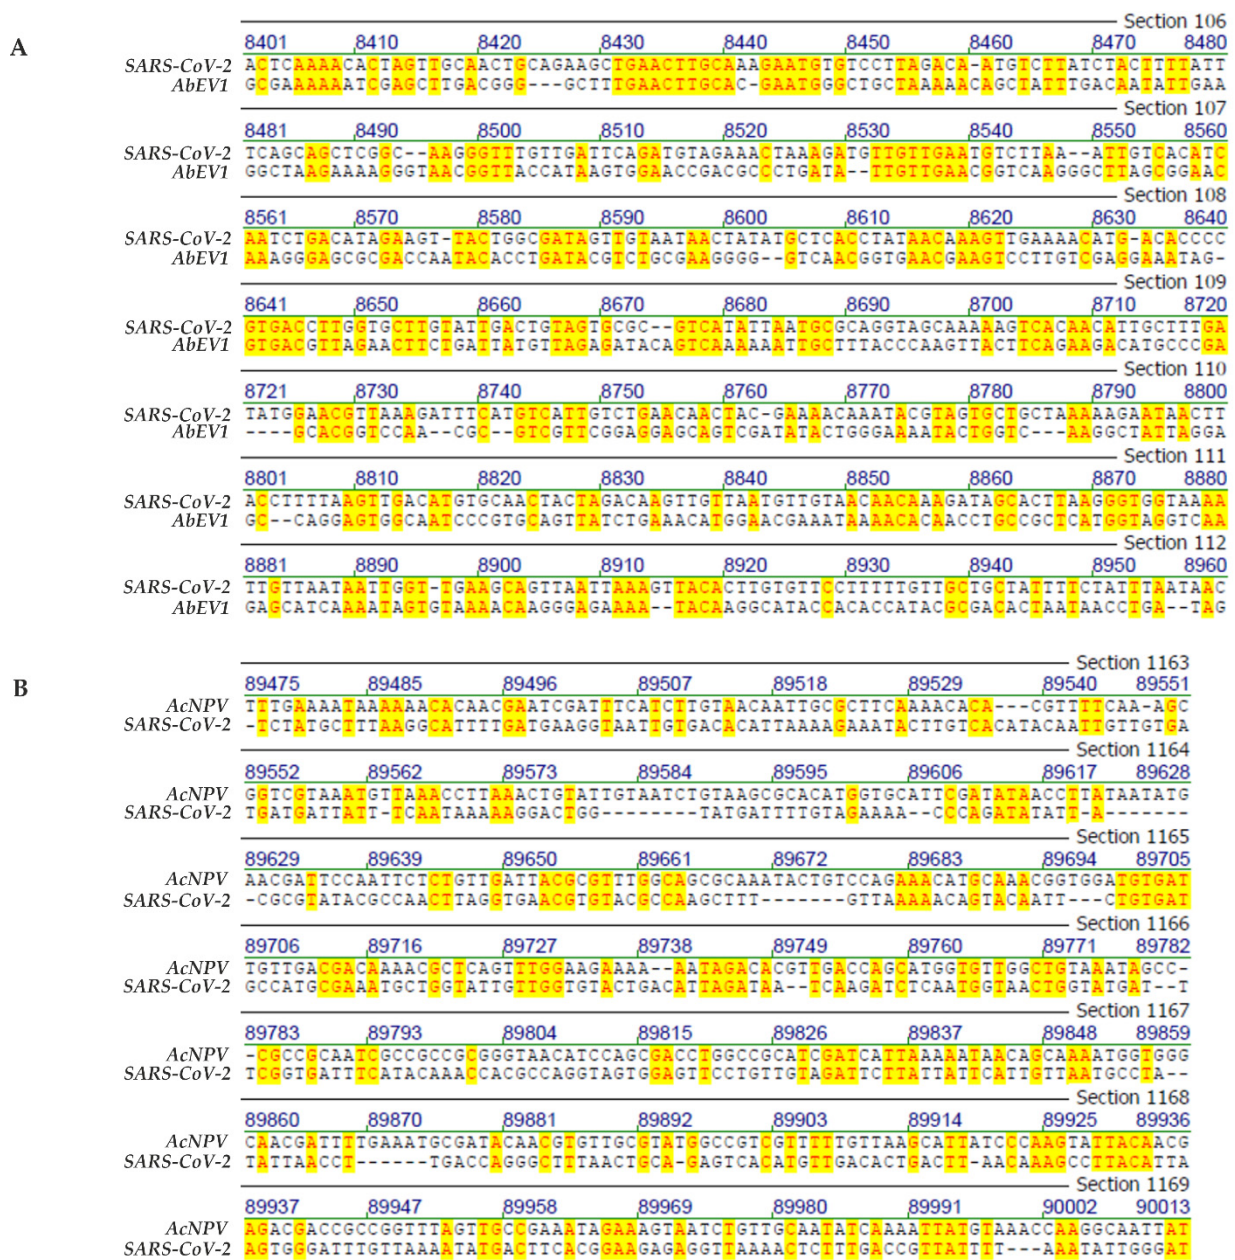 A
Section 106
8401 8410 8420 8430 8440 8450 8460 8470 8480
SARS-CoV-2 ACTCAAAACACTAGTTGCAACTGCAGAAGCTGAACTTGCAAAGAATGTGTCCTTAGACA-ATGTCTTATCTACTTTTATT
AbEV1 GCGAAAAAATCGAGCTTGACGGG---GCTTTGAACTTGCAC-GAATGGGCTGCTAAAAACAGCTATTTGACAATATTGAA
Section 107
8481 8490 8500 8510 8520 8530 8540 8550 8560
SARS-CoV-2 TCAGCAGCTCGGC--AAGGGTTTGTTGATTCAGATGTAGAAACTAAAGATGTTGTTGAATGTCTTAA--ATTGTCACATC
AbEV1 GGCTAAGAAAAGGGTAACGGTTACCATAAGTGGAACCGACGCCCTGATA--TTGTTGAACGGTCAAGGGCTTAGCGGAAC
Section 108
8561 8570 8580 8590 8600 8610 8620 8630 8640
SARS-CoV-2 AATCTGACATAGAAGT-TACTGGCGATAGTTGTAATAACTATATGCTCACCTATAACAAAGTTGAAAACATG-ACACCCC
AbEV1 AAAGGGAGCGCGACCAATACACCTGATACGTCTGCGAAGGGG--GTCAACGGTGAACGAAGTCCTTGTCGAGGAAATAG-
Section 109
8641 8650 8660 8670 8680 8690 8700 8710 8720
SARS-CoV-2 GTGACCTTGGTGCTTGTATTGACTGTAGTGCGC--GTCATATTAATGCGCAGGTAGCAAAAAGTCACAACATTGCTTTGA
AbEV1 GTGACGTTAGAACTTCTGATTATGTTAGAGATACAGTCAAAAAATTGCTTTACCCAAGTTACTTCAGAAGACATGCCCGA
Section 110
8721 8730 8740 8750 8760 8770 8780 8790 8800
SARS-CoV-2 TATGGAACGTTAAAGATTTCATGTCATTGTCTGAACAACTAC-GAAAACAAATACGTAGTGCTGCTAAAAAGAATAACTT
AbEV1 ----GCACGGTCCAA--CGC--GTCGTTCGGAGGAGCAGTCGATATACTGGGAAAATACTGGTC---AAGGCTATTAGGA
Section 111
8801 8810 8820 8830 8840 8850 8860 8870 8880
SARS-CoV-2 ACCTTTTAAGTTGACATGTGCAACTACTAGACAAGTTGTTAATGTTGTAACAACAAAGATAGCACTTAAGGGTGGTAAAA
AbEV1 GC--CAGGAGTGGCAATCCCGTGCAGTTATCTGAAACATGGAACGAAATAAAACACAACCTGCCGCTCATGGTAGGTCAA
Section 112
8881 8890 8900 8910 8920 8930 8940 8950 8960
SARS-CoV-2 TTGTTAATAATTGGT-TGAAGCAGTTAATTAAAGTTACACTTGTGTTCCTTTTTGTTGCTGCTATTTTCTATTTAATAAC
AbEV1 GAGCATCAAAATAGTGTAAAACAAGGGAGAAAA--TACAAGGCATACCACACCATACGCGACACTAATAACCTGA--TAG
B
Section 1163
89475 89485 89496 89507 89518 89529 89540 89551
AcNPV TTTGAAAATAAAAAACACAACGAATCGATTTCATCTTGTAACAATTGCGCTTCAAAACACA---CGTTTTCAA-AGC
SARS-CoV-2 -TCTATGCTTTAAGGCATTTTGATGAAGGTAATTGTGACACATTAAAAGAAATACTTGTCACATACAATTGTTGTGA
Section 1164
89552 89562 89573 89584 89595 89606 89617 89628
AcNPV GGTCGTAAATGTTAAACCTTAAACTGTATTGTAATCTGTAAGCGCACATGGTGCATTCGATATAACCTTATAATATG
SARS-CoV-2 TGATGATTATT-TCAATAAAAAGGACTGG--------TATGATTTTGTAGAAAA--CCCAGATATATT-A-------
Section 1165
89629 89639 89650 89661 89672 89683 89694 89705
AcNPV AACGATTCCAATTCTCTGTTGATTACGCGTTTGGCAGCGCAAATACTGTCCAGAAACATGCAAACGGTGGATGTGAT
SARS-CoV-2 -CGCGTATACGCCAACTTAGGTGAACGTGTACGCCAAGCTTT-------GTTAAAAACAGTACAATT---CTGTGAT
Section 1166
89706 89716 89727 89738 89749 89760 89771 89782
AcNPV TGTTGACGACAAAACGCTCAGTTTGGAAGAAAA--AATAGACACGTTGACCAGCATGGTGTTGGCTGTAAATAGCC-
SARS-CoV-2 GCCATGCGAAATGCTGGTATTGTTGGTGTACTGACATTAGATAA--TCAAGATCTCAATGGTAACTGGTATGAT--T
Section 1167
89783 89793 89804 89815 89826 89837 89848 89859
AcNPV -CGCCGCAATCGCCGCCGCGGGTAACATCCAGCGACCTGGCCGCATCGATCATTAAAAATAACAGCAAAATGGTGGG
SARS-CoV-2 TCGGTGATTTCATACAAACCACGCCAGGTAGTGGAGTTCCTGTTGTAGATTCTTATTATTCATTGTTAATGCCTA--
Section 1168
89860 89870 89881 89892 89903 89914 89925 89936
AcNPV CAACGATTTTGAAATGCGATACAACGTGTTGCGTATGGCCGTCGTTTTTGTTAAGCATTATCCCAAGTATTACAACG
SARS-CoV-2 TATTAACCT------TGACCAGGGCTTTAACTGCA-GAGTCACATGTTGACACTGACTT-AACAAAGCCTTACATTA
Section 1169
89937 89947 89958 89969 89980 89991 90002 90013
AcNPV AGACGACCGCCGGTTTAGTTGCCGAAATAGAAAGTAATCTGTTGCAATATCAAAATTATGTAAACCAAGGCAATTAT
SARS-CoV-2 AGTGGGATTTGTTAAAATATGACTTCACGGAAGAGAGGTTAAAACTCTTTGACCGTTATTTT---AAATATTGGGAT